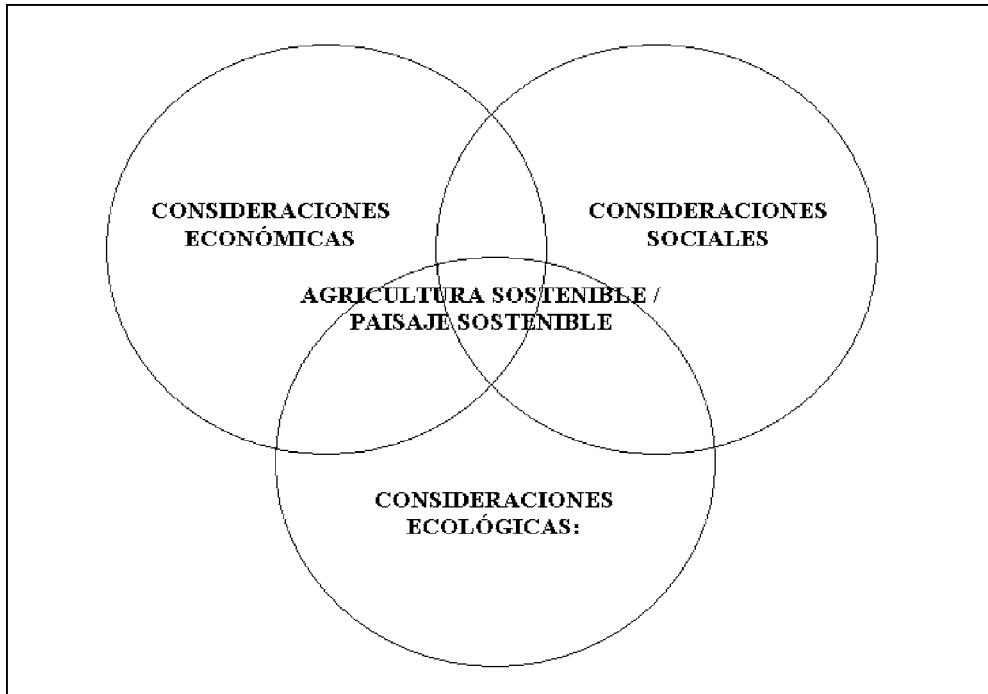 CONSIDERACIONES
ECONÓMICAS
CONSIDERACIONES
SOCIALES
AGRICULTURA SOSTENIBLE /
PAISAJE SOSTENIBLE
CONSIDERACIONES
ECOLÓGICAS: